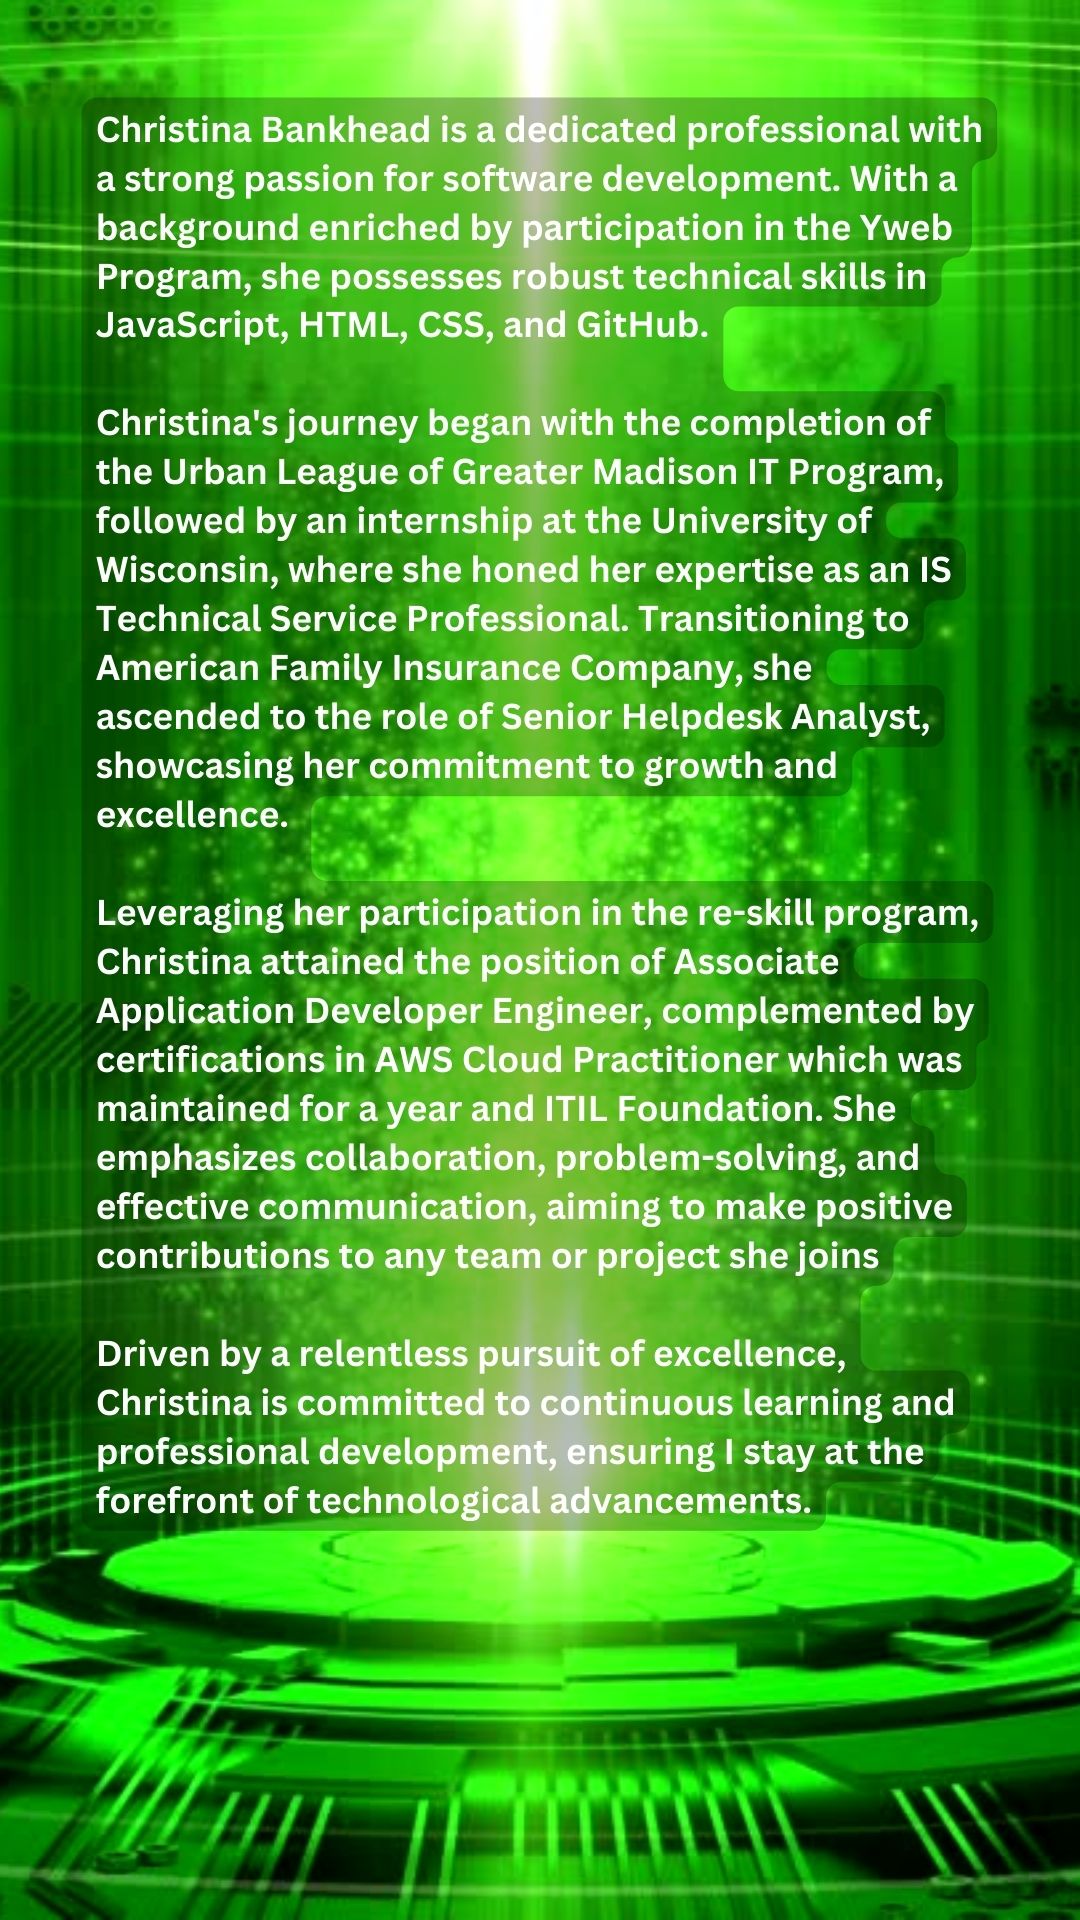 Christina Bankhead is a dedicated professional with
a strong passion for software development. With a
background enriched by participation in the Yweb
Program, she possesses robust technical skills in
JavaScript, HTML, CSS, and GitHub.
Christina's journey began with the completion of
the Urban League of Greater Madison IT Program,
followed by an internship at the University of
Wisconsin, where she honed her expertise as an IS
Technical Service Professional. Transitioning to
American Family Insurance Company, she
ascended to the role of Senior Helpdesk Analyst,
showcasing her commitment to growth and
excellence.
Leveraging her participation in the re-skill program,
Christina attained the position of Associate
Application Developer Engineer, complemented by
certifications in AWS Cloud Practitioner which was
maintained for a year and ITIL Foundation. She
emphasizes collaboration, problem-solving, and
effective communication, aiming to make positive
contributions to any team or project she joins
Driven by a relentless pursuit of excellence,
Christina is committed to continuous learning and
professional development, ensuring I stay at the
forefront of technological advancements.